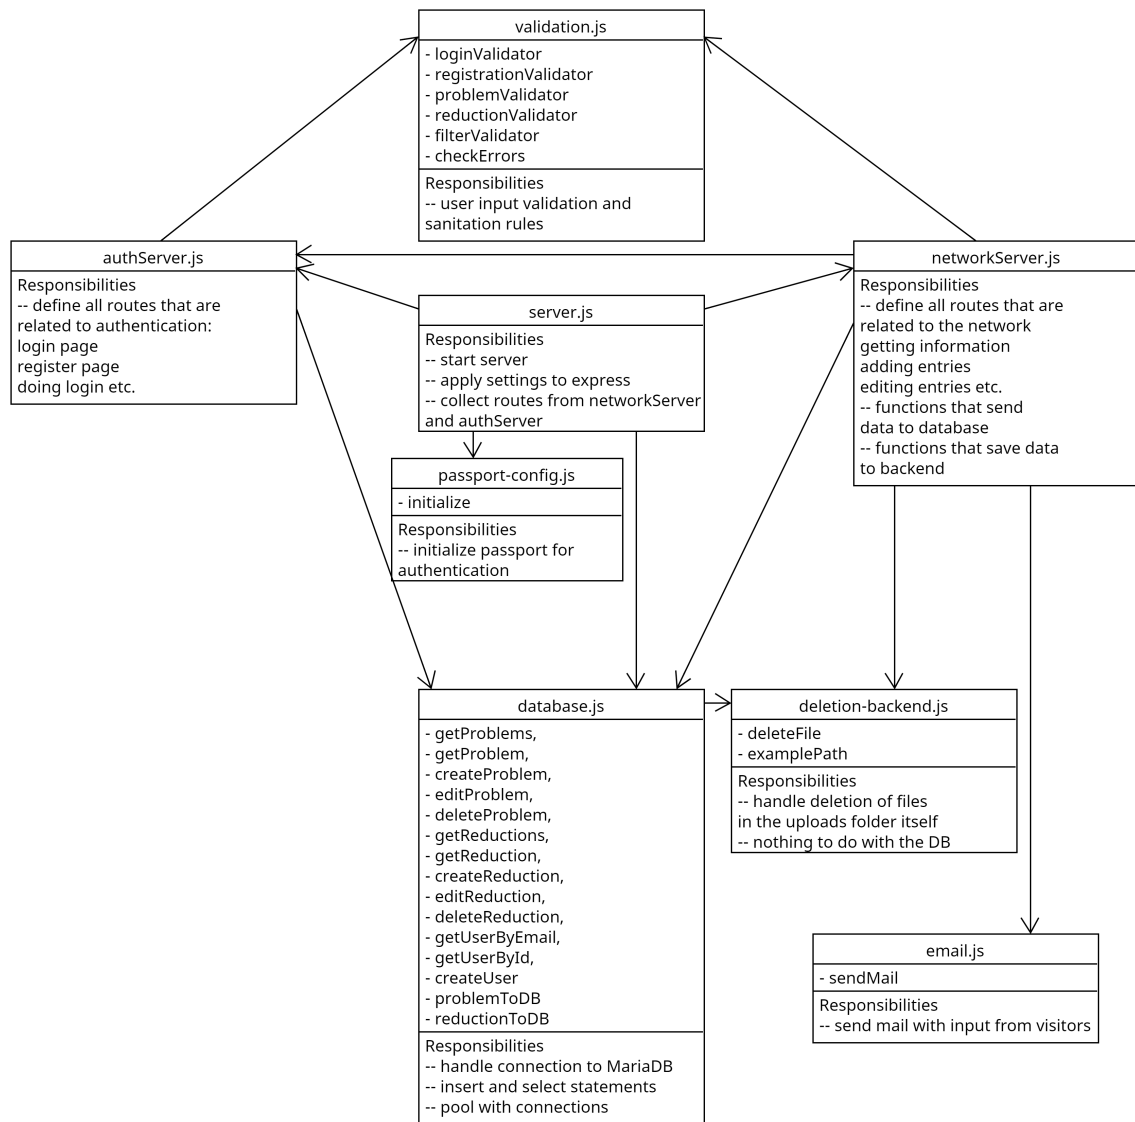 validation.js
- loginValidator
- registrationValidator
- problemValidator
- reductionValidator
- filterValidator
- checkErrors
Responsibilities
-- user input validation and
sanitation rules
authServer.js
Responsibilities
-- define all routes that are
related to authentication:
login page
register page
doing login etc.
server.js
Responsibilities
-- start server
-- apply settings to express
-- collect routes from networkServer
and authServer
networkServer.js
Responsibilities
-- define all routes that are
related to the network
getting information
adding entries
editing entries etc.
-- functions that send
data to database
-- functions that save data
to backend
passport-config.js
- initialize
Responsibilities
-- initialize passport for
authentication
database.js
- getProblems,
- getProblem,
- createProblem,
- editProblem,
- deleteProblem,
- getReductions,
- getReduction,
- createReduction,
- editReduction,
- deleteReduction,
- getUserByEmail,
- getUserById,
- createUser
- problemToDB
- reductionToDB
Responsibilities
-- handle connection to MariaDB
-- insert and select statements
-- pool with connections
deletion-backend.js
- deleteFile
- examplePath
Responsibilities
-- handle deletion of files
in the uploads folder itself
-- nothing to do with the DB
email.js
- sendMail
Responsibilities
-- send mail with input from visitors